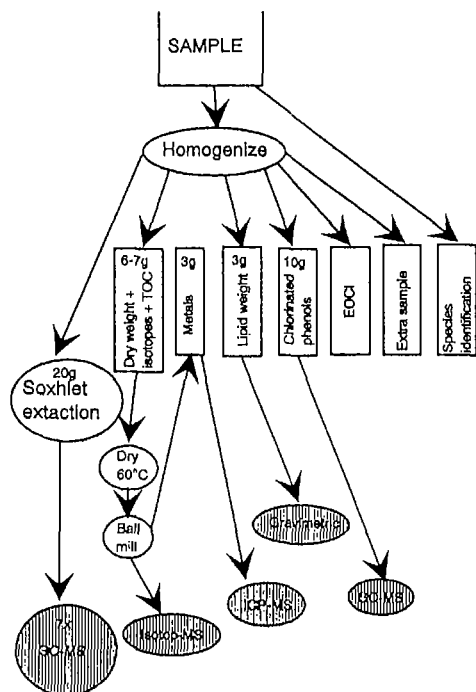 SAMPLE
Homogenize
6-7g
Dry weight +
isotopes + TOC
3g
Metals
3g
Lipid weight
10g
Chlorinated
phenols
EOCl
Extra sample
Species
identification
20g
Soxhlet
extaction
Dry
60°C
Ball
mill
Gravimetric
ICP-MS
GC-MS
Isotop-MS
7x
GC-MS